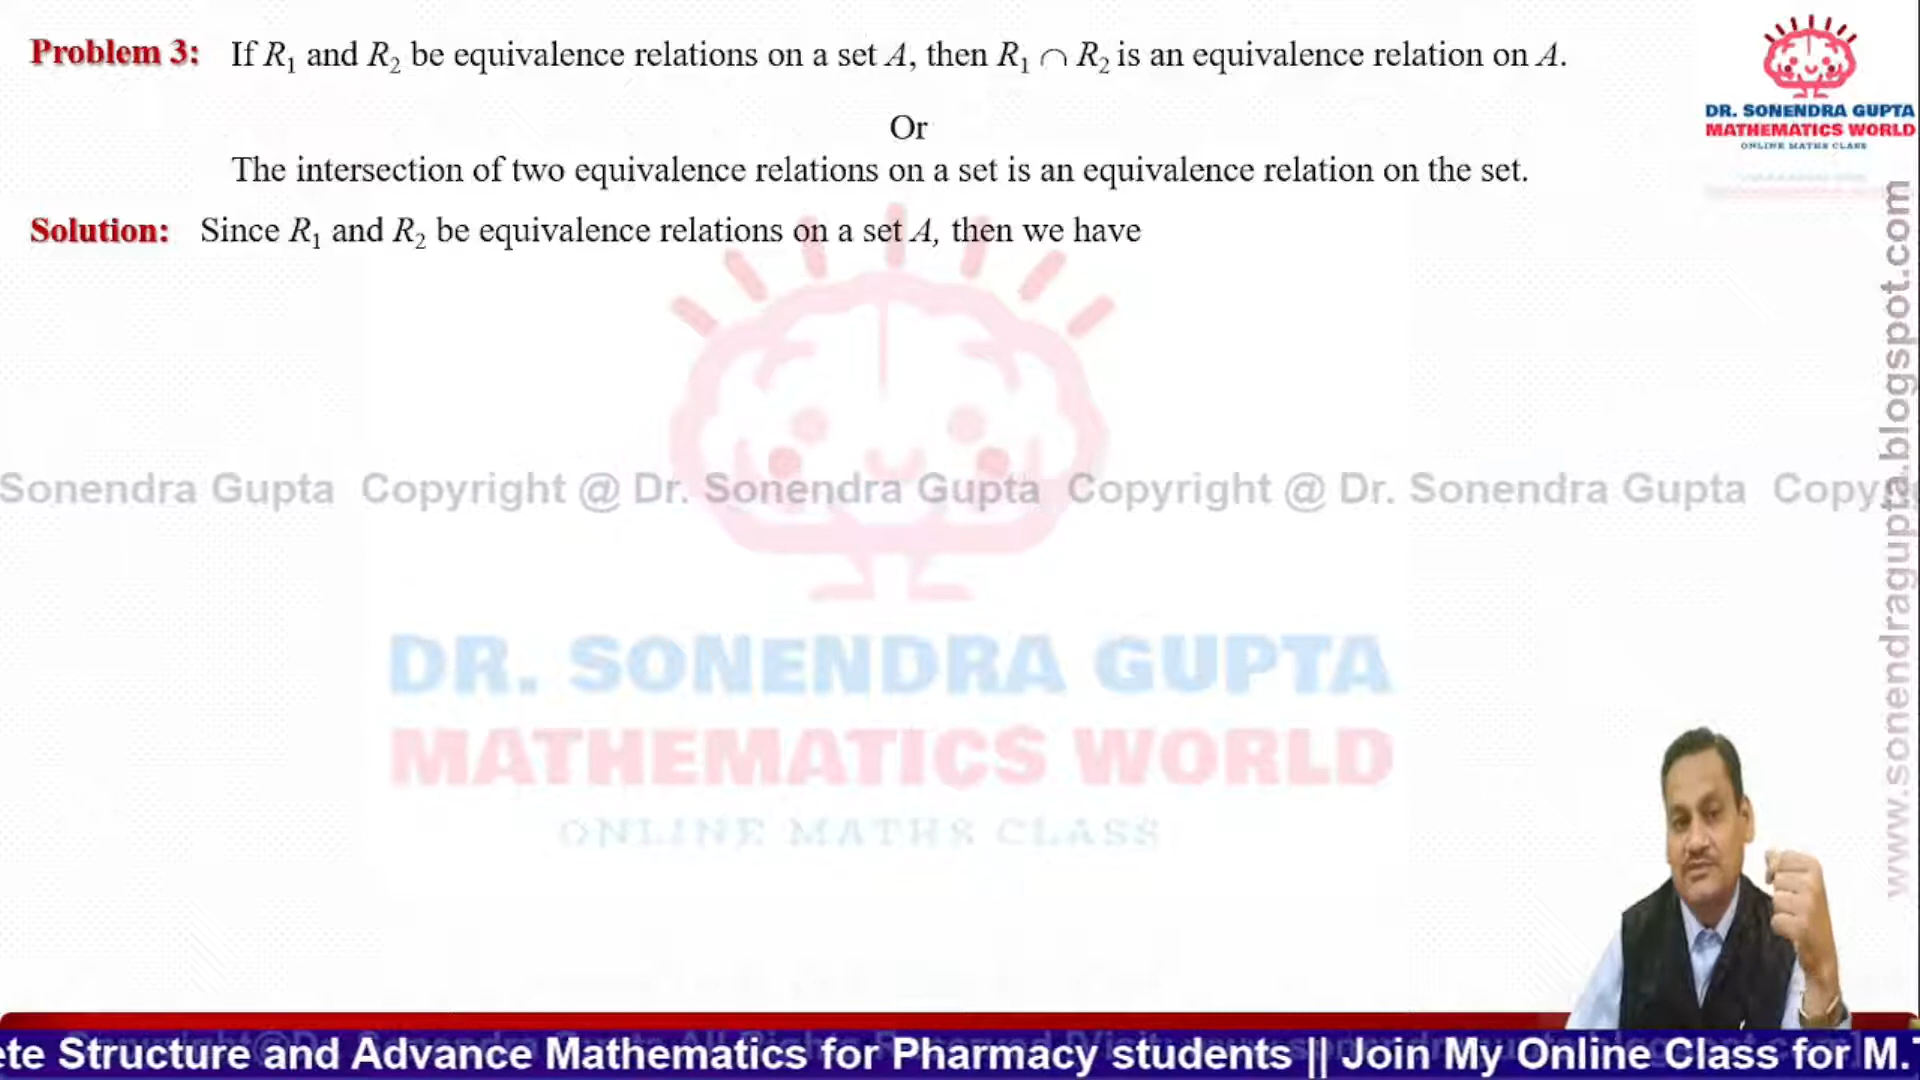 Problem 3: If R₁ and R₂ be equivalence relations on a set A, then R₁ ∩ R₂ is an equivalence relation on A.
Or
The intersection of two equivalence relations on a set is an equivalence relation on the set.
Solution: Since R₁ and R₂ be equivalence relations on a set A, then we have
DR. SONENDRA GUPTA
MATHEMATICS WORLD
ONLINE MATHS CLASS
www.sonendragupta.blogspot.com
Sonendra Gupta Copyright @ Dr. Sonendra Gupta Copyright @ Dr. Sonendra Gupta Copy
DR. SONENDRA GUPTA
MATHEMATICS WORLD
ONLINE MATHS CLASS
ete Structure and Advance Mathematics for Pharmacy students || Join My Online Class for M.